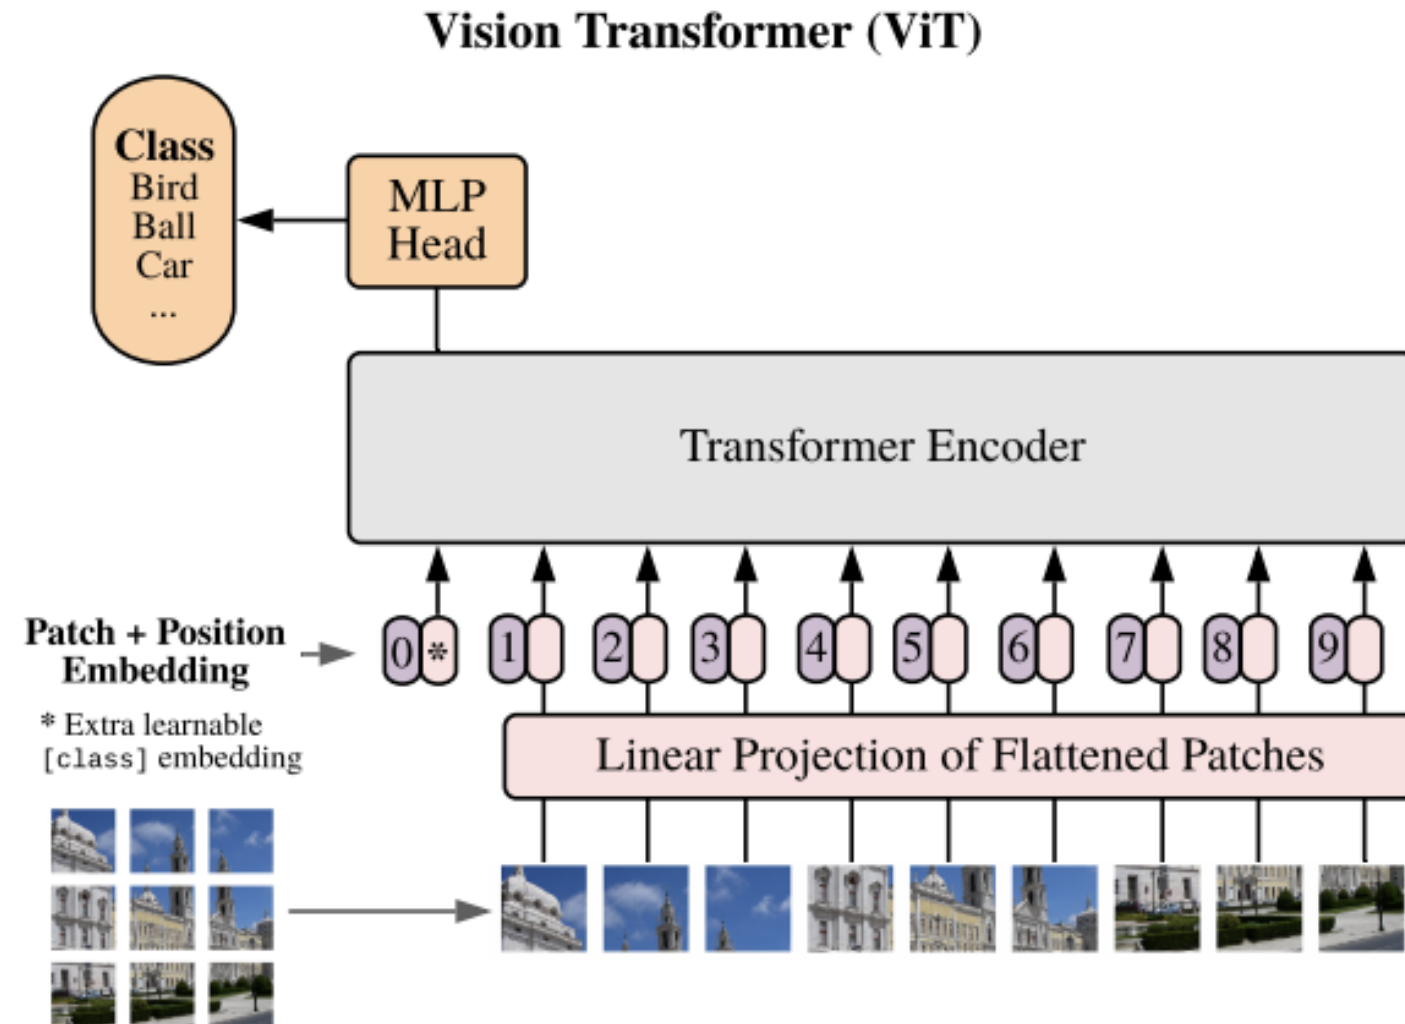 Vision Transformer (ViT)
Class
Bird
Ball
Car
...
MLP
Head
Transformer Encoder
Patch + Position
Embedding
0 * 1 2 3 4 5 6 7 8 9
* Extra learnable
[class] embedding
Linear Projection of Flattened Patches